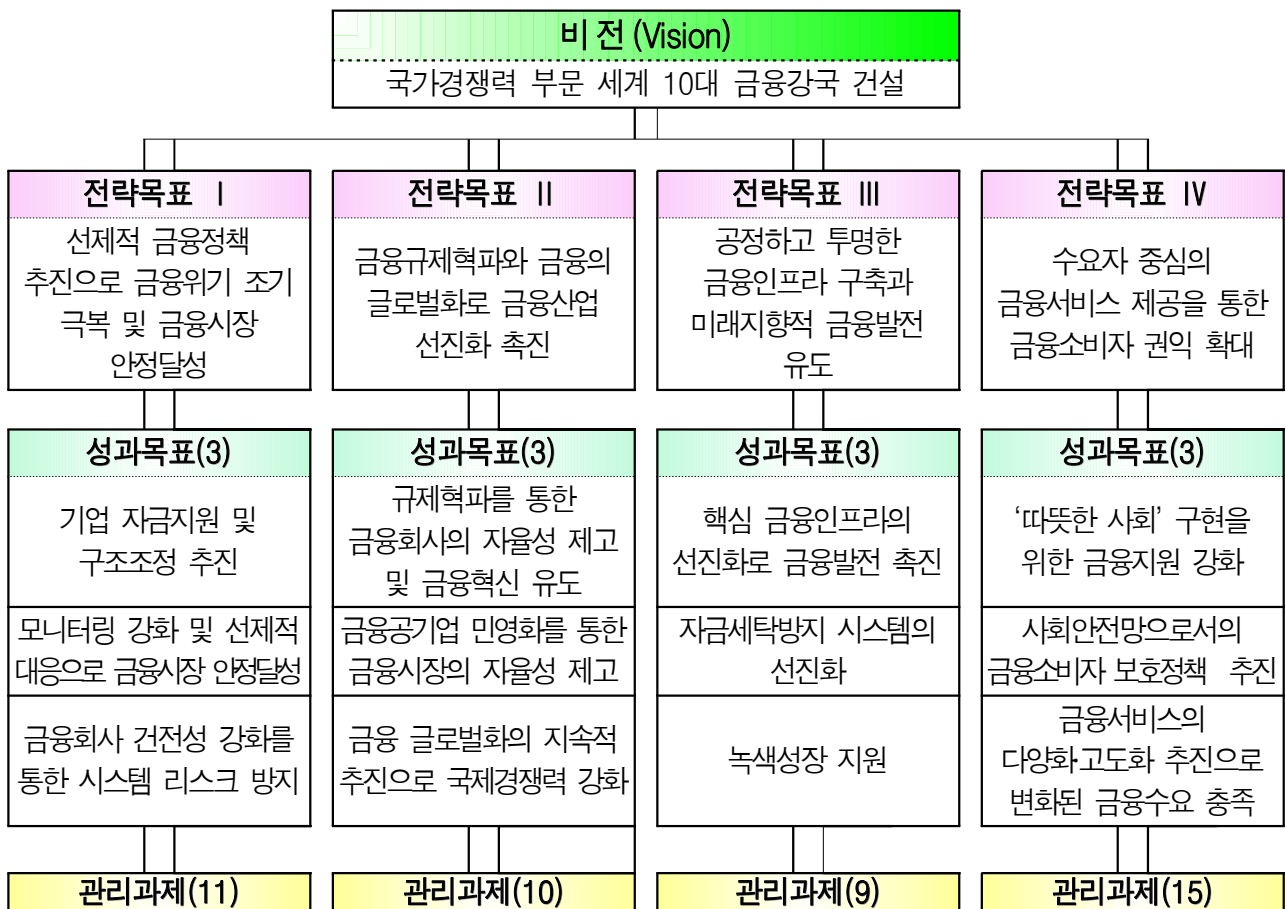 비 전 (Vision)
국가경쟁력 부문 세계 10대 금융강국 건설
전략목표 Ⅰ
선제적 금융정책
추진으로 금융위기 조기
극복 및 금융시장
안정달성
전략목표 Ⅱ
금융규제혁파와 금융의
글로벌화로 금융산업
선진화 촉진
전략목표 Ⅲ
공정하고 투명한
금융인프라 구축과
미래지향적 금융발전
유도
전략목표 Ⅳ
수요자 중심의
금융서비스 제공을 통한
금융소비자 권익 확대
성과목표(3)
기업 자금지원 및
구조조정 추진
모니터링 강화 및 선제적
대응으로 금융시장 안정달성
금융회사 건전성 강화를
통한 시스템 리스크 방지
성과목표(3)
규제혁파를 통한
금융회사의 자율성 제고
및 금융혁신 유도
금융공기업 민영화를 통한
금융시장의 자율성 제고
금융 글로벌화의 지속적
추진으로 국제경쟁력 강화
성과목표(3)
핵심 금융인프라의
선진화로 금융발전 촉진
자금세탁방지 시스템의
선진화
녹색성장 지원
성과목표(3)
‘따뜻한 사회’ 구현을
위한 금융지원 강화
사회안전망으로서의
금융소비자 보호정책 추진
금융서비스의
다양화·고도화 추진으로
변화된 금융수요 충족
관리과제(11)
관리과제(10)
관리과제(9)
관리과제(15)